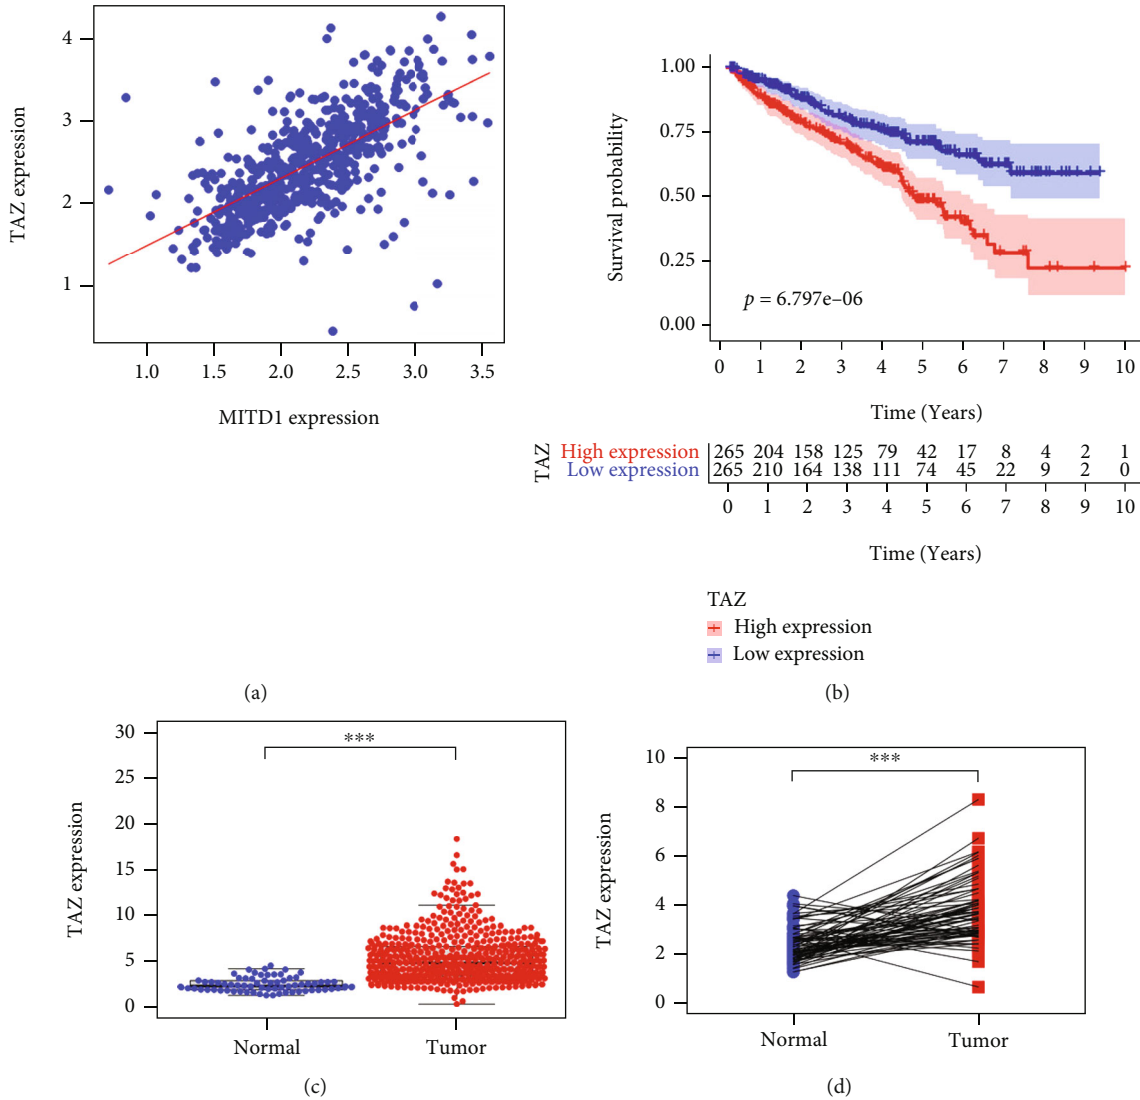 4
3
2
1
TAZ expression
1.0 1.5 2.0 2.5 3.0 3.5
MITD1 expression
1.00
0.75
0.50
0.25
0.00
Survival probability
p = 6.797e–06
0 1 2 3 4 5 6 7 8 9 10
Time (Years)
TAZ
High expression 265 204 158 125 79 42 17 8 4 2 1
Low expression 265 210 164 138 111 74 45 22 9 2 0
0 1 2 3 4 5 6 7 8 9 10
Time (Years)
TAZ
High expression
Low expression
(a)
(b)
30
25
20
15
10
5
0
TAZ expression
***
Normal Tumor
(c)
10
8
6
4
2
0
TAZ expression
***
Normal Tumor
(d)